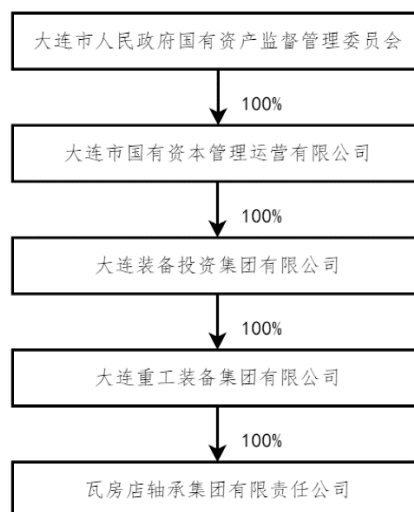 大连市人民政府国有资产监督管理委员会
100%
大连市国有资本管理运营有限公司
100%
大连装备投资集团有限公司
100%
大连重工装备集团有限公司
100%
瓦房店轴承集团有限责任公司